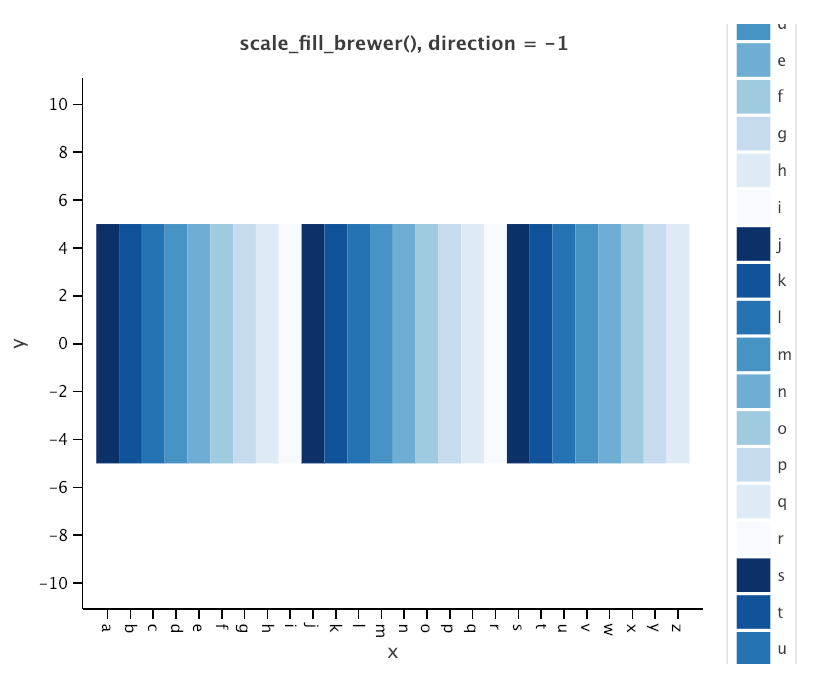 scale_fill_brewer(), direction = −1
10
8
6
4
2
0
−2
−4
−6
−8
−10
y
a
b
c
d
e
f
g
h
i
j
k
l
m
n
o
p
q
r
s
t
u
v
w
x
y
z
x
e
f
g
h
i
j
k
l
m
n
o
p
q
r
s
t
u